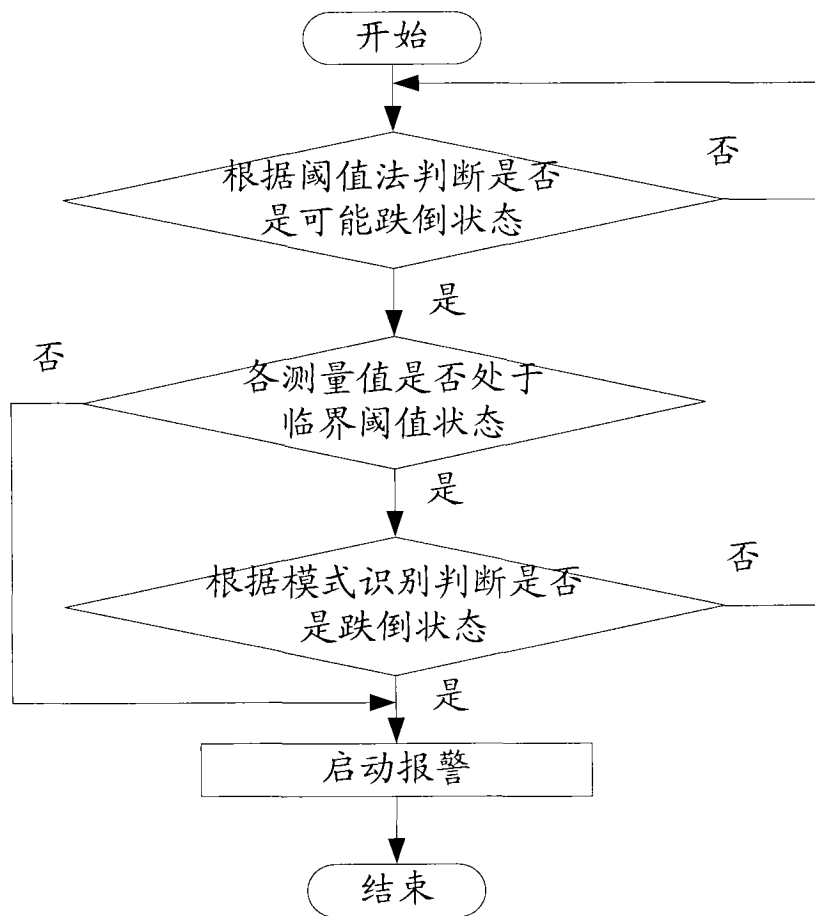 开始
否
根据阈值法判断是否
是可能跌倒状态
是
否
各测量值是否处于
临界阈值状态
是
否
根据模式识别判断是否
是跌倒状态
是
启动报警
结束